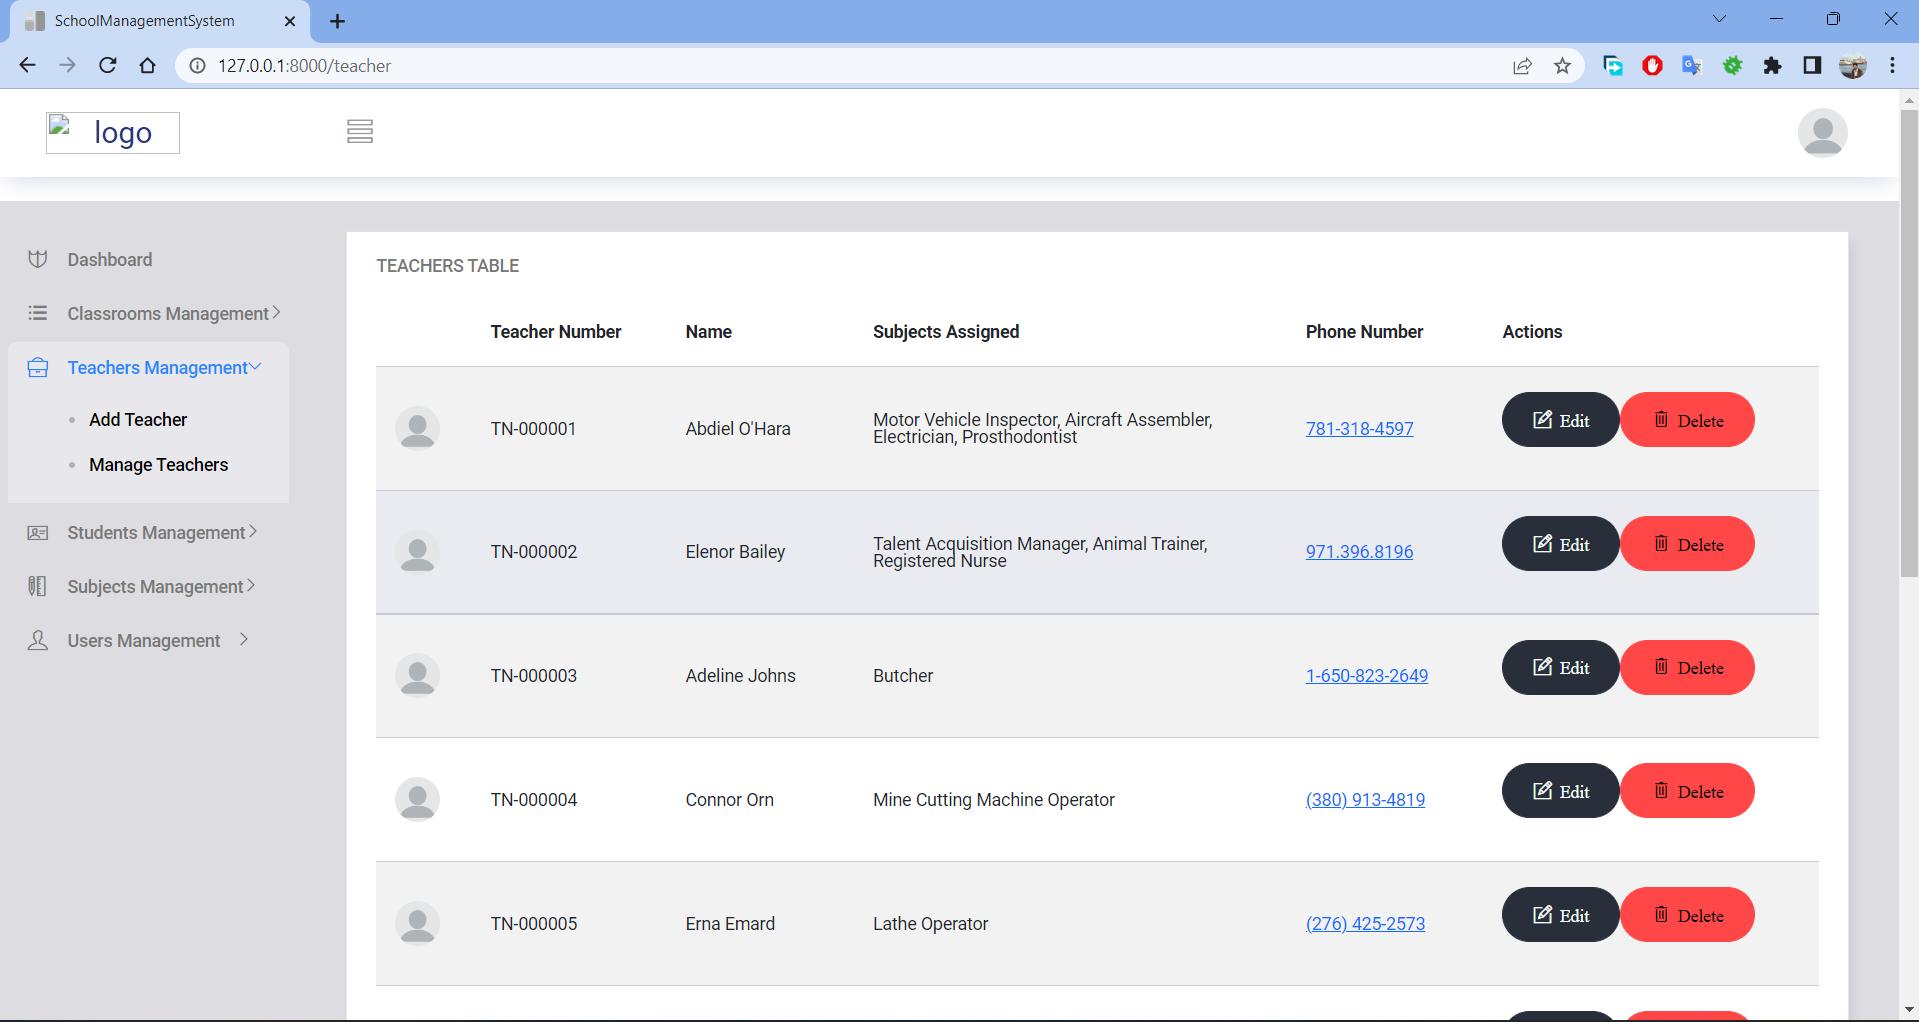 SchoolManagementSystem
127.0.0.1:8000/teacher
logo
Dashboard
Classrooms Management
Teachers Management
Add Teacher
Manage Teachers
Students Management
Subjects Management
Users Management
TEACHERS TABLE
Teacher Number Name Subjects Assigned Phone Number Actions
TN-000001 Abdiel O'Hara Motor Vehicle Inspector, Aircraft Assembler,
Electrician, Prosthodontist 781-318-4597 Edit Delete
TN-000002 Elenor Bailey Talent Acquisition Manager, Animal Trainer,
Registered Nurse 971.396.8196 Edit Delete
TN-000003 Adeline Johns Butcher 1-650-823-2649 Edit Delete
TN-000004 Connor Orn Mine Cutting Machine Operator (380) 913-4819 Edit Delete
TN-000005 Erna Emard Lathe Operator (276) 425-2573 Edit Delete